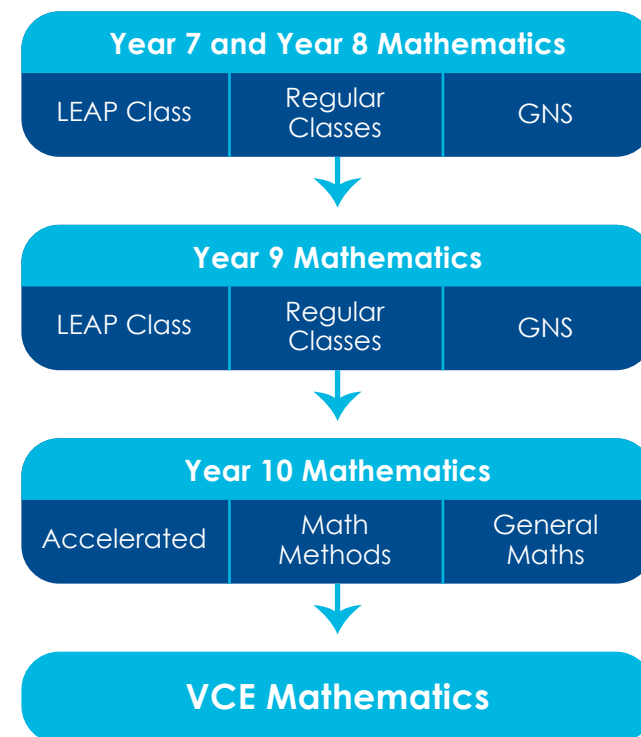 Year 7 and Year 8 Mathematics
LEAP Class
Regular
Classes
GNS
Year 9 Mathematics
LEAP Class
Regular
Classes
GNS
Year 10 Mathematics
Accelerated
Math
Methods
General
Maths
VCE Mathematics